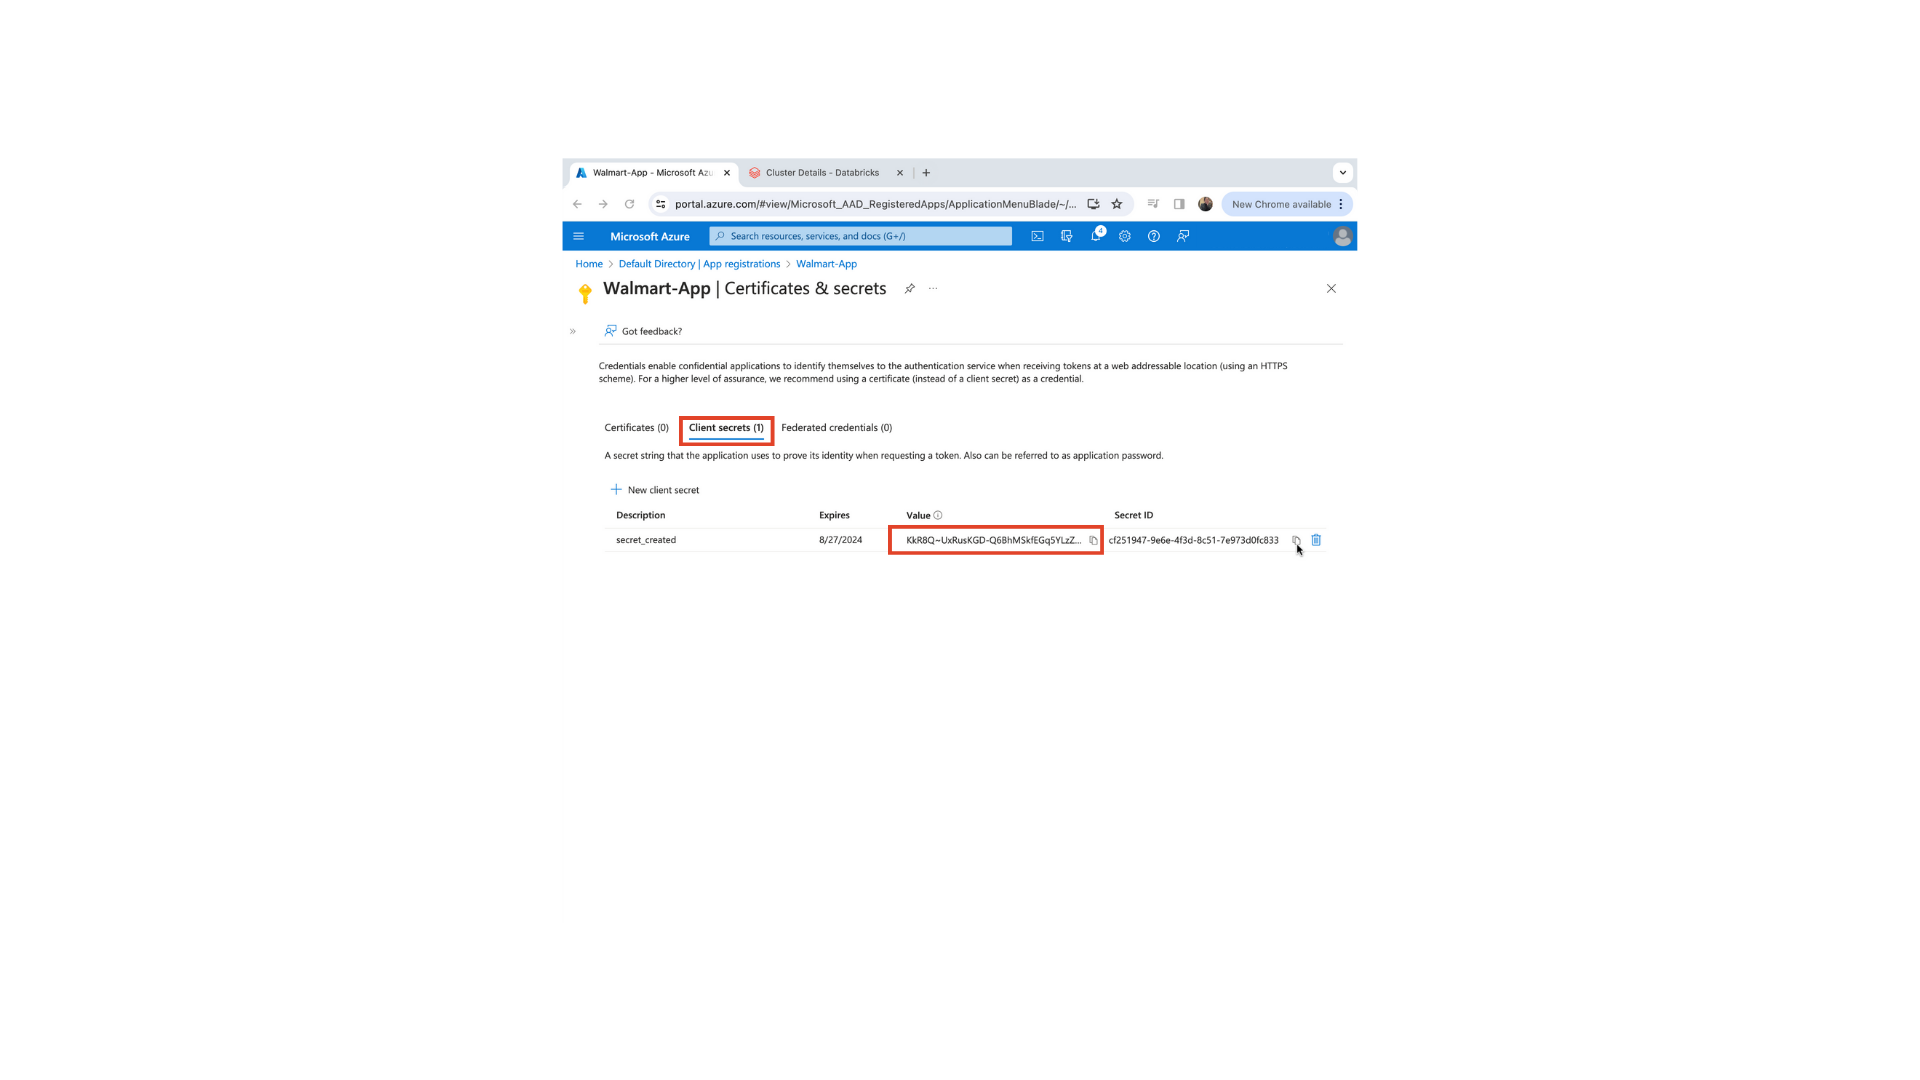 Walmart-App - Microsoft Azu
Cluster Details - Databricks
portal.azure.com/#view/Microsoft_AAD_RegisteredApps/ApplicationMenuBlade/~/...
New Chrome available
Microsoft Azure
Search resources, services, and docs (G+/)
4
Home > Default Directory | App registrations > Walmart-App
Walmart-App | Certificates & secrets
Got feedback?
Credentials enable confidential applications to identify themselves to the authentication service when receiving tokens at a web addressable location (using an HTTPS
scheme). For a higher level of assurance, we recommend using a certificate (instead of a client secret) as a credential.
Certificates (0) Client secrets (1) Federated credentials (0)
A secret string that the application uses to prove its identity when requesting a token. Also can be referred to as application password.
New client secret
Description Expires Value Secret ID
secret_created 8/27/2024 KkR8Q~UxRusKGD-Q6BhMSkfEGq5YLzZ... cf251947-9e6e-4f3d-8c51-7e973d0fc833